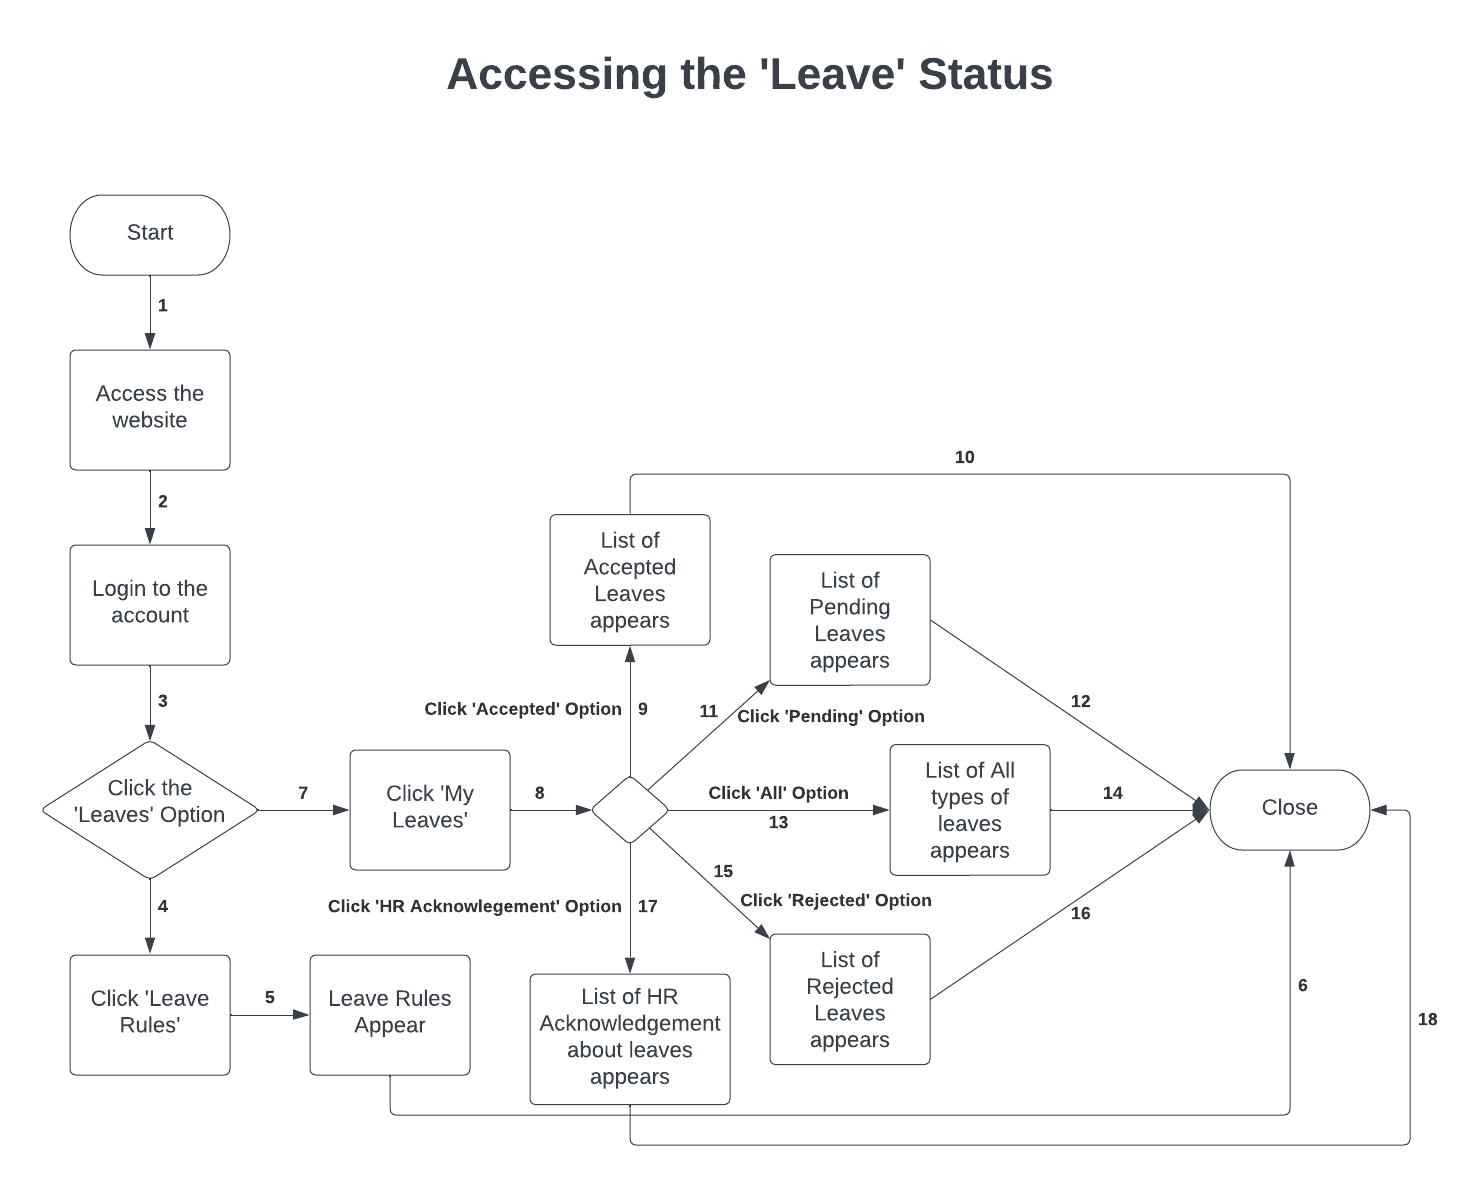 Accessing the 'Leave' Status
Start
1
Access the
website
2
Login to the
account
3
Click the
'Leaves' Option
7
Click 'My
Leaves'
8
4
Click 'Leave
Rules'
5
Leave Rules
Appear
6
Click 'Accepted' Option
9
List of
Accepted
Leaves
appears
10
11
Click 'Pending' Option
List of
Pending
Leaves
appears
12
Click 'All' Option
13
List of All
types of
leaves
appears
14
15
Click 'Rejected' Option
List of
Rejected
Leaves
appears
16
Click 'HR Acknowlegement' Option
17
List of HR
Acknowledgement
about leaves
appears
18
Close